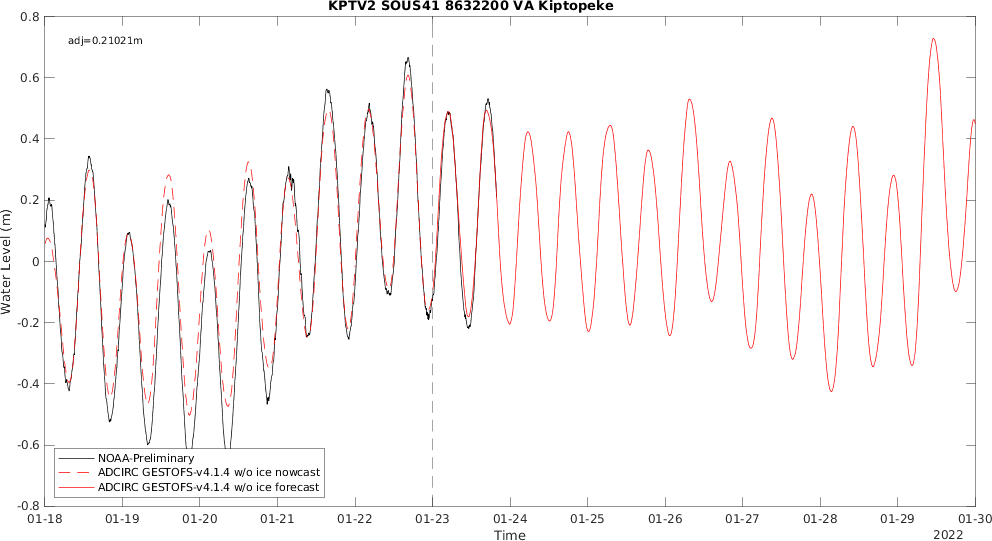 KPTV2 SOUS41 8632200 VA Kiptopeke
adj=0.21021m
0.8
0.6
0.4
0.2
0
-0.2
-0.4
-0.6
-0.8
Water Level (m)
NOAA-Preliminary
ADCIRC GESTOFS-v4.1.4 w/o ice nowcast
ADCIRC GESTOFS-v4.1.4 w/o ice forecast
01-18 01-19 01-20 01-21 01-22 01-23 01-24 01-25 01-26 01-27 01-28 01-29 01-30
Time
2022